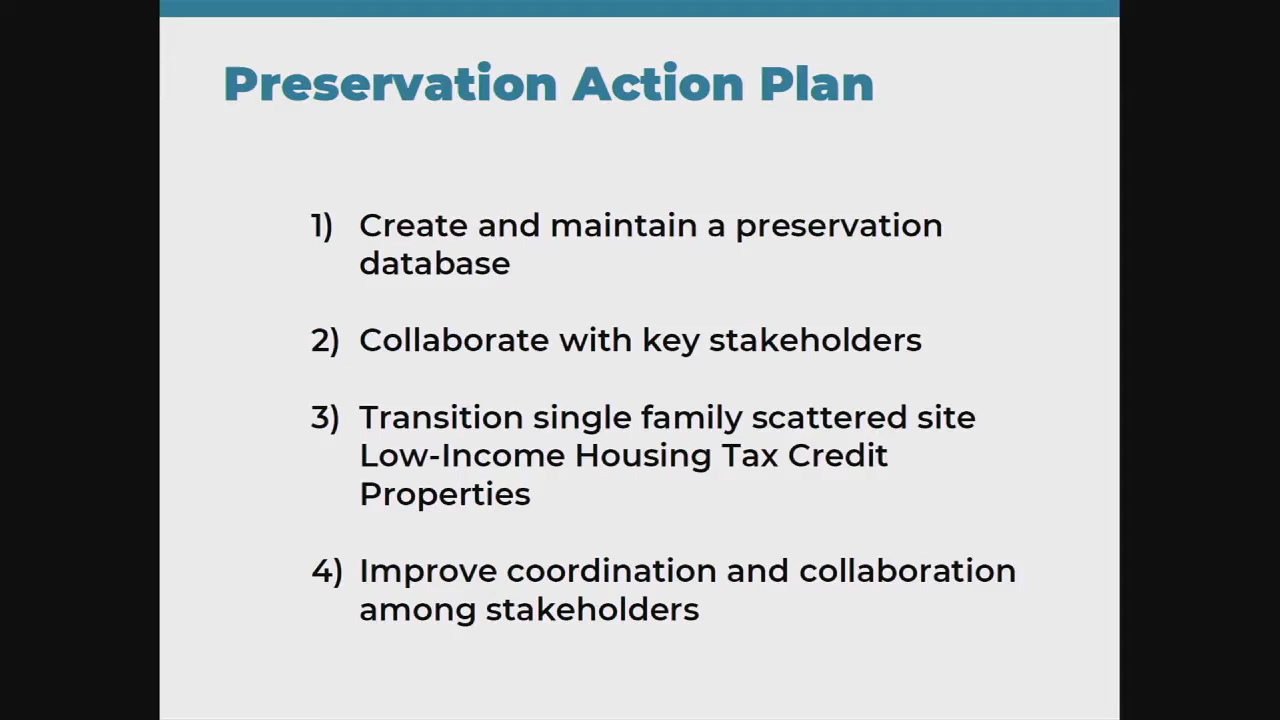 Preservation Action Plan
1) Create and maintain a preservation
database
2) Collaborate with key stakeholders
3) Transition single family scattered site
Low-Income Housing Tax Credit
Properties
4) Improve coordination and collaboration
among stakeholders